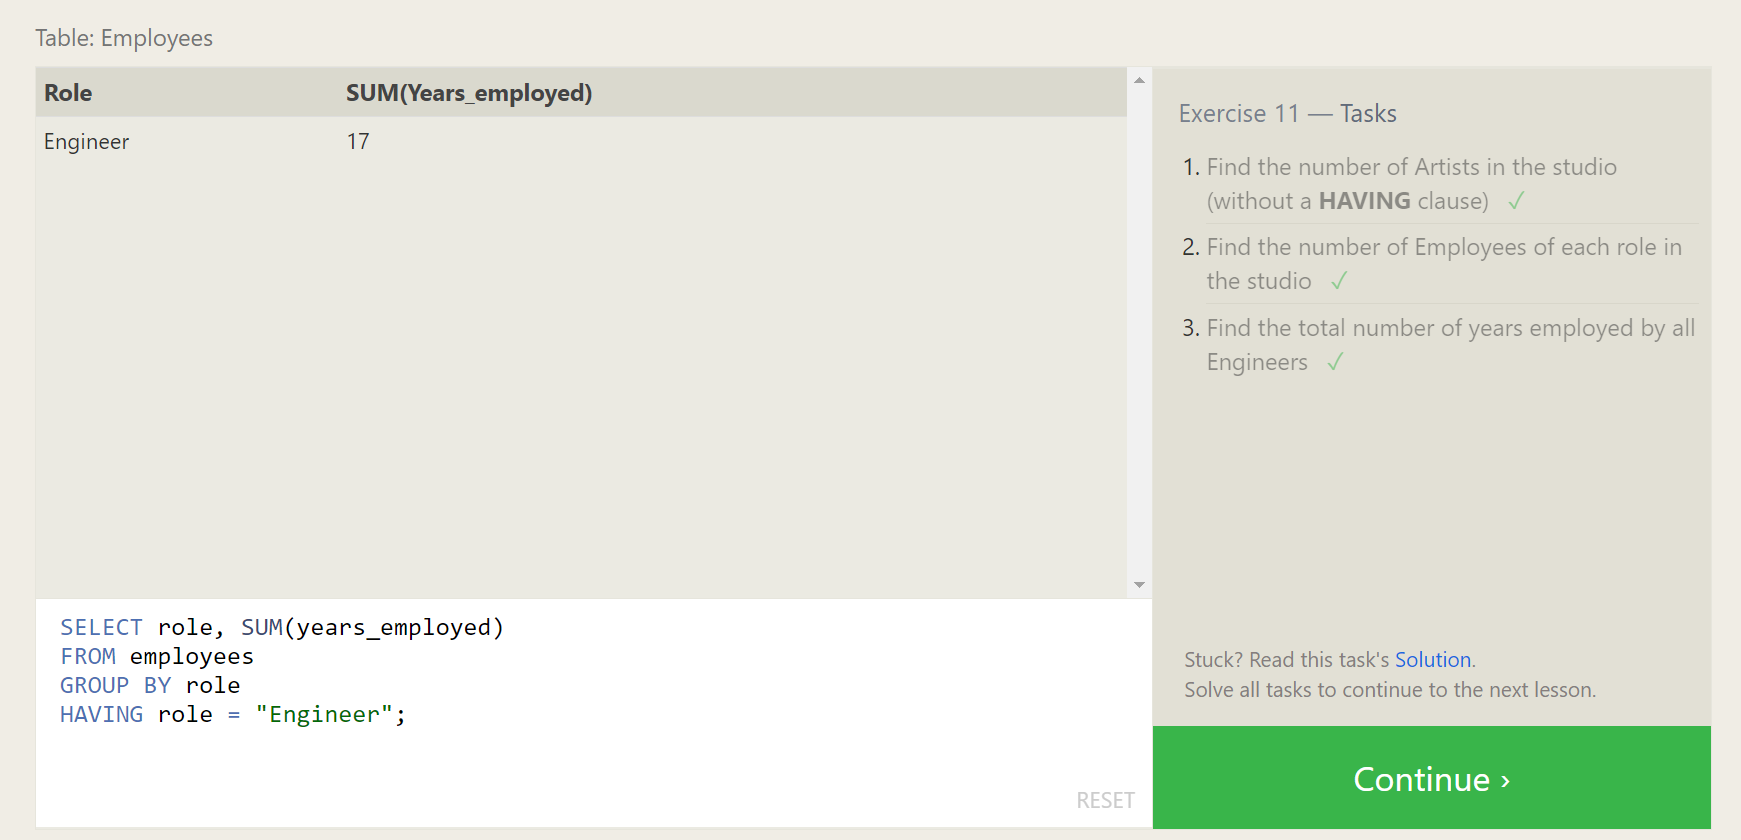 Table: Employees
Role SUM(Years_employed)
Engineer 17
SELECT role, SUM(years_employed)
FROM employees
GROUP BY role
HAVING role = "Engineer";
RESET
Exercise 11 — Tasks
1. Find the number of Artists in the studio
(without a HAVING clause) ✓
2. Find the number of Employees of each role in
the studio ✓
3. Find the total number of years employed by all
Engineers ✓
Stuck? Read this task's Solution.
Solve all tasks to continue to the next lesson.
Continue ›